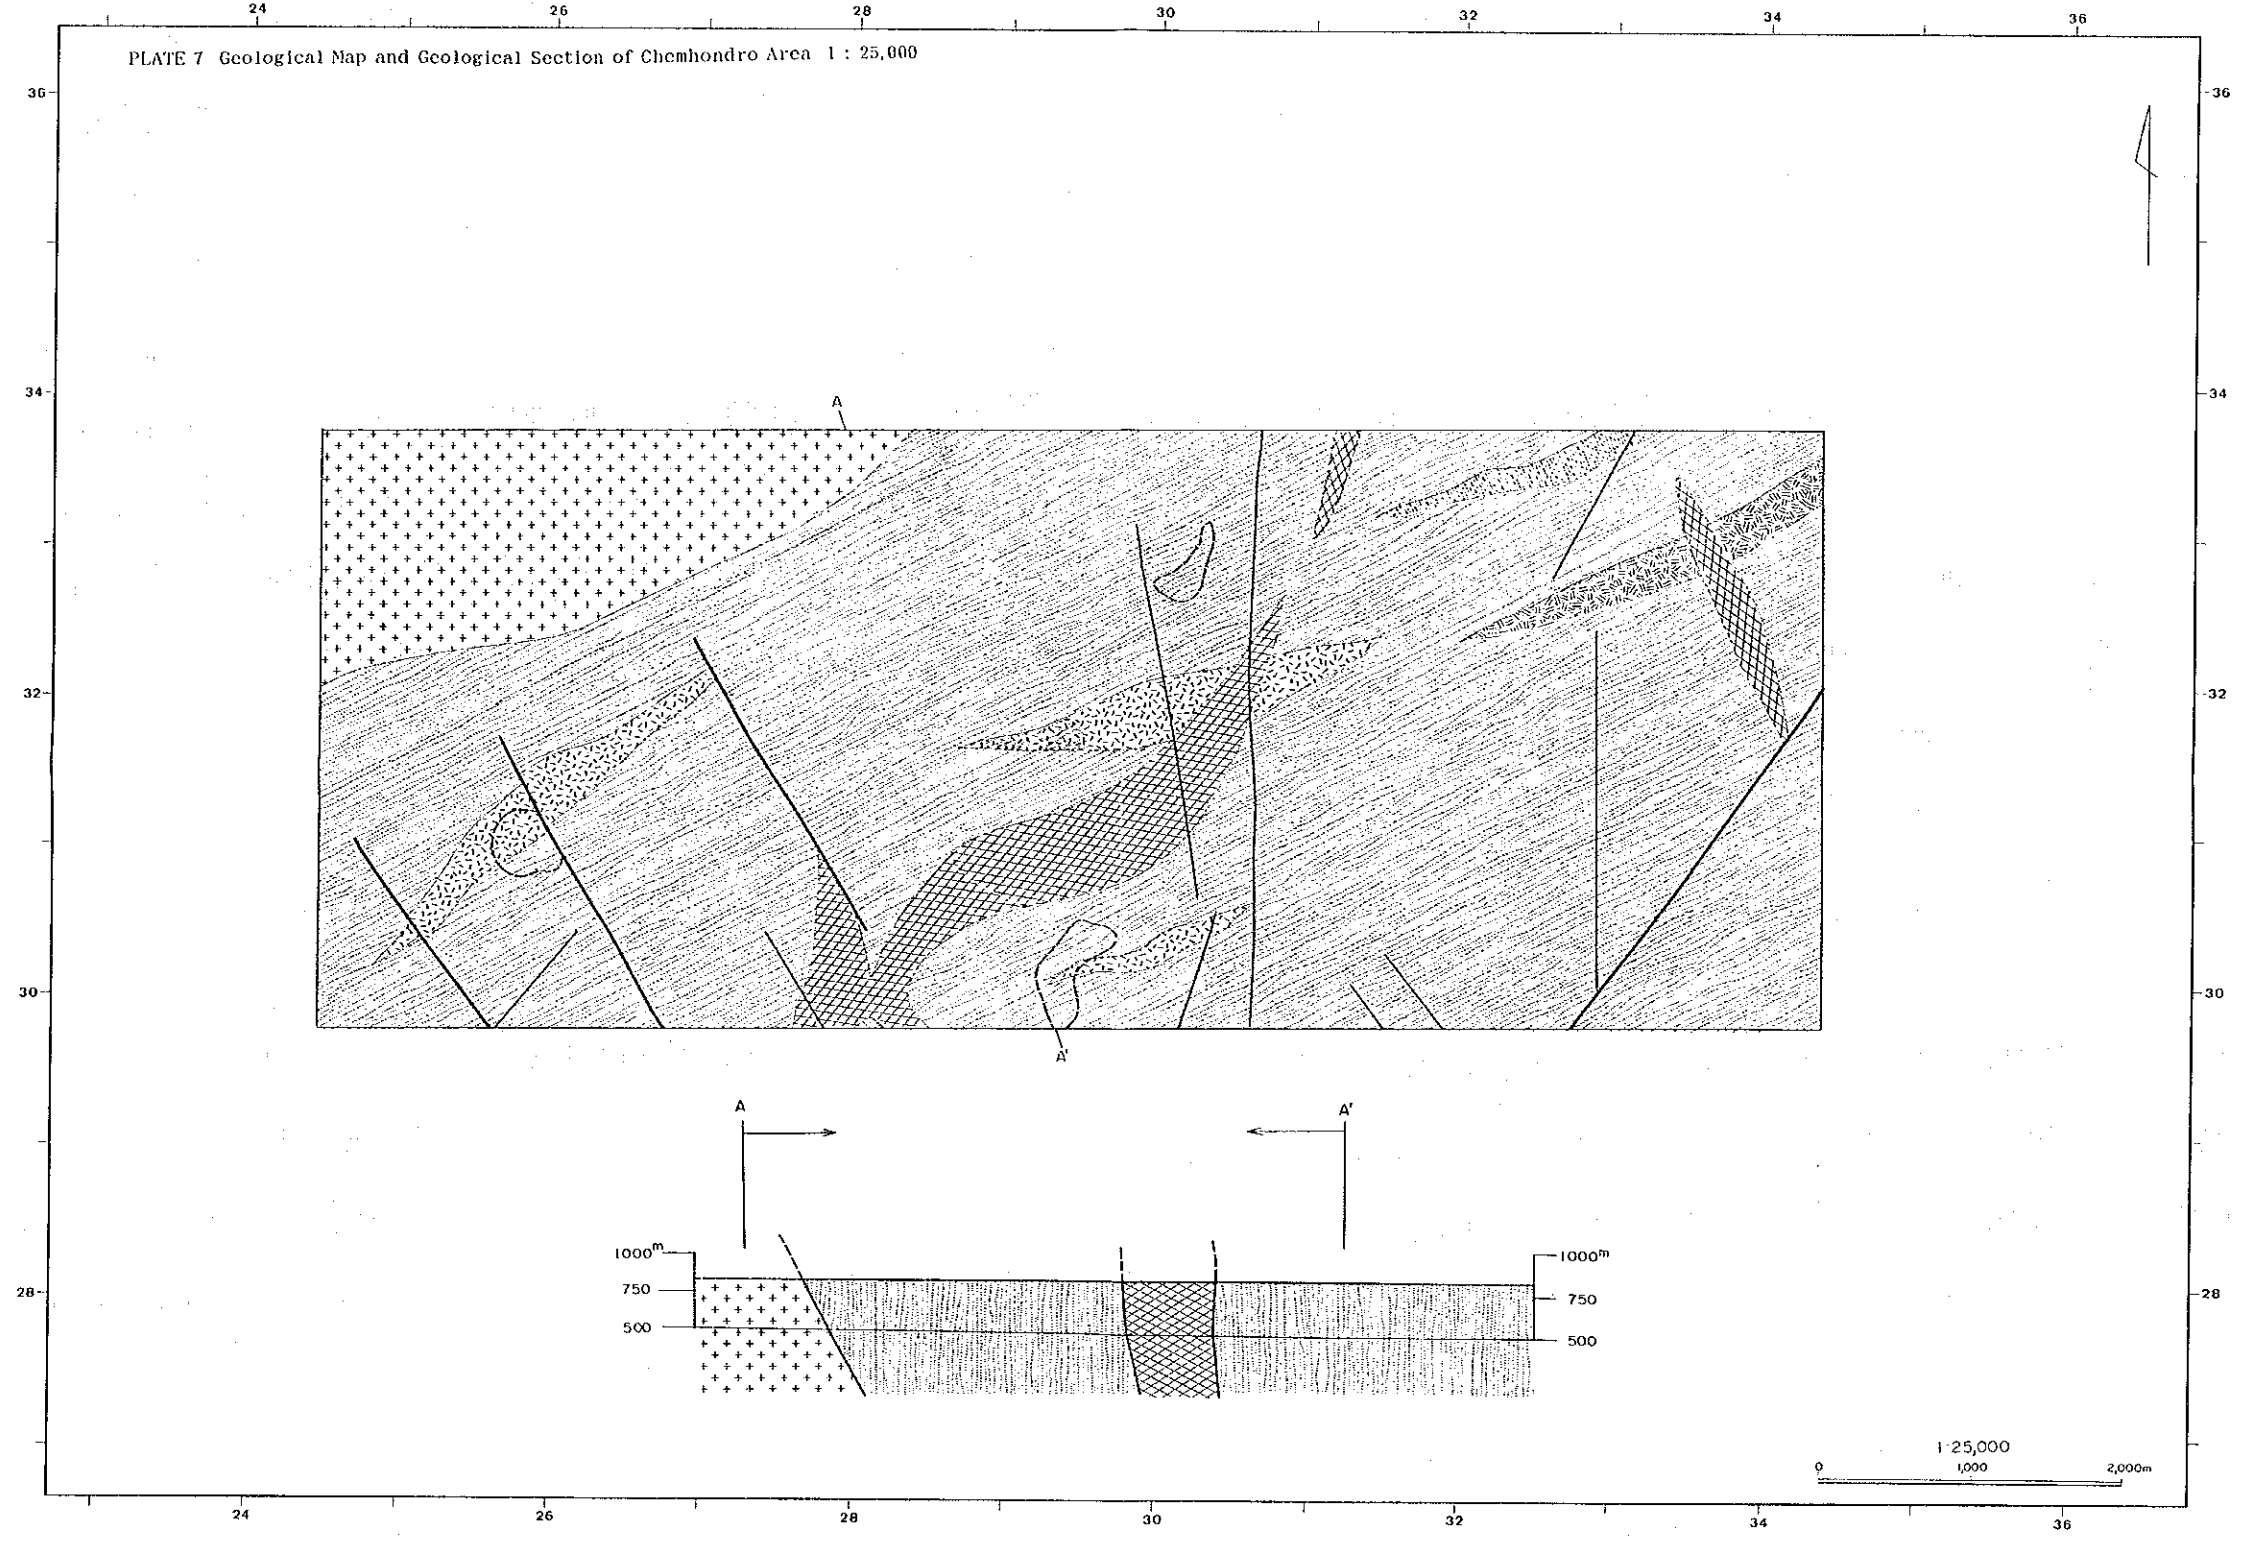 24 26 28 30 32 34 36
PLATE 7 Geological Map and Geological Section of Chemhondro Area 1 : 25,000
36 36
34 34
A
32 32
30 30
A'
A A'
1000m 1000m
750 750
500 500
28 28
1:25,000
0 1,000 2,000m
24 26 28 30 32 34 36